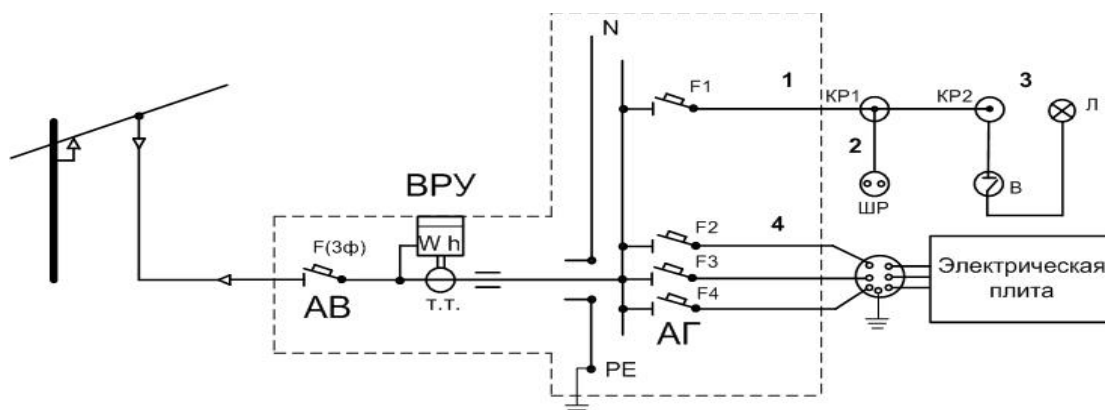 N
F1
1
КР1
КР2
3
Л
2
ВРУ
ШР
В
F2
4
W h
F(3ф)
F3
Электрическая
плита
АВ
т.т.
F4
АГ
PE